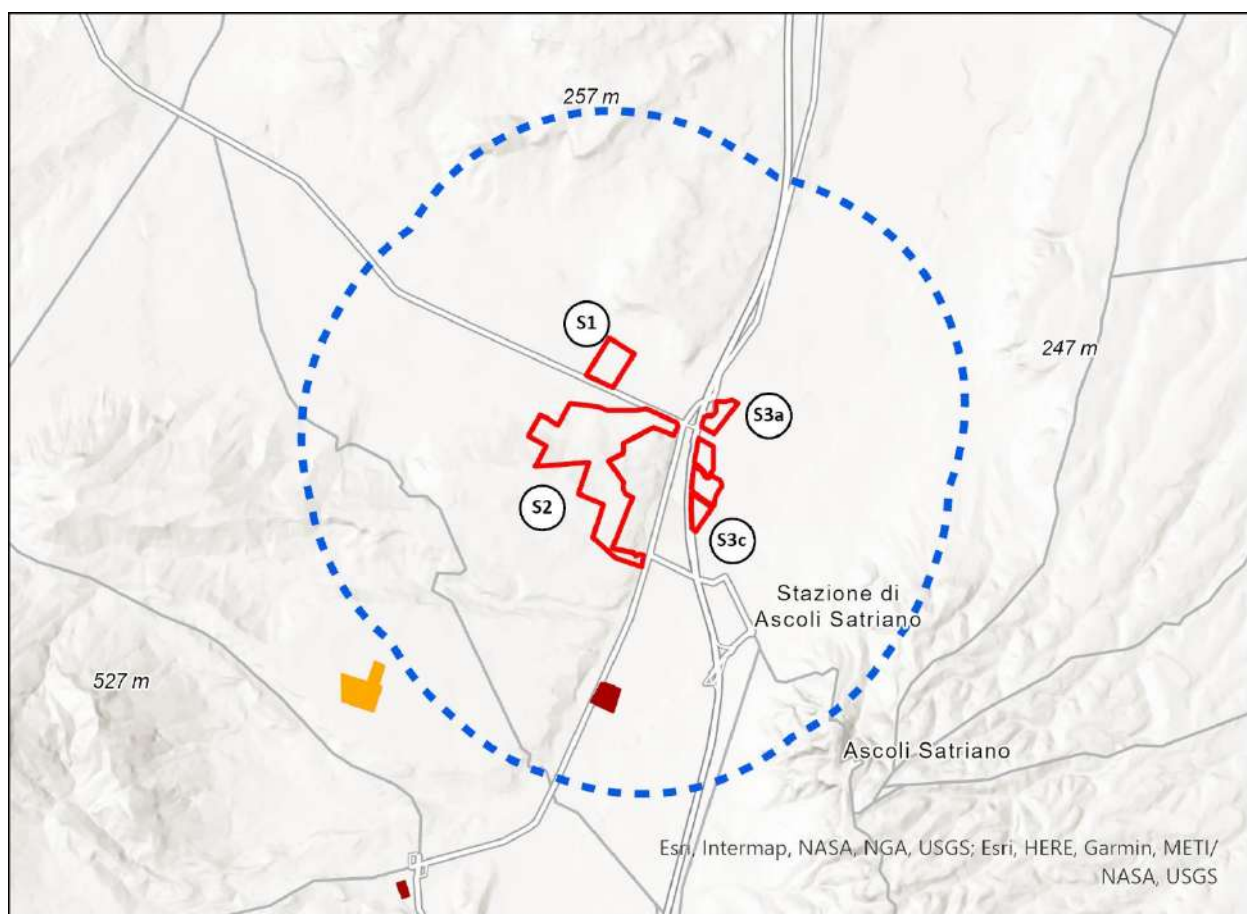 257 m
S1
247 m
S3a
S2
S3c
Stazione di
Ascoli Satriano
527 m
Ascoli Satriano
Esri, Intermap, NASA, NGA, USGS; Esri, HERE, Garmin, METI/
NASA, USGS